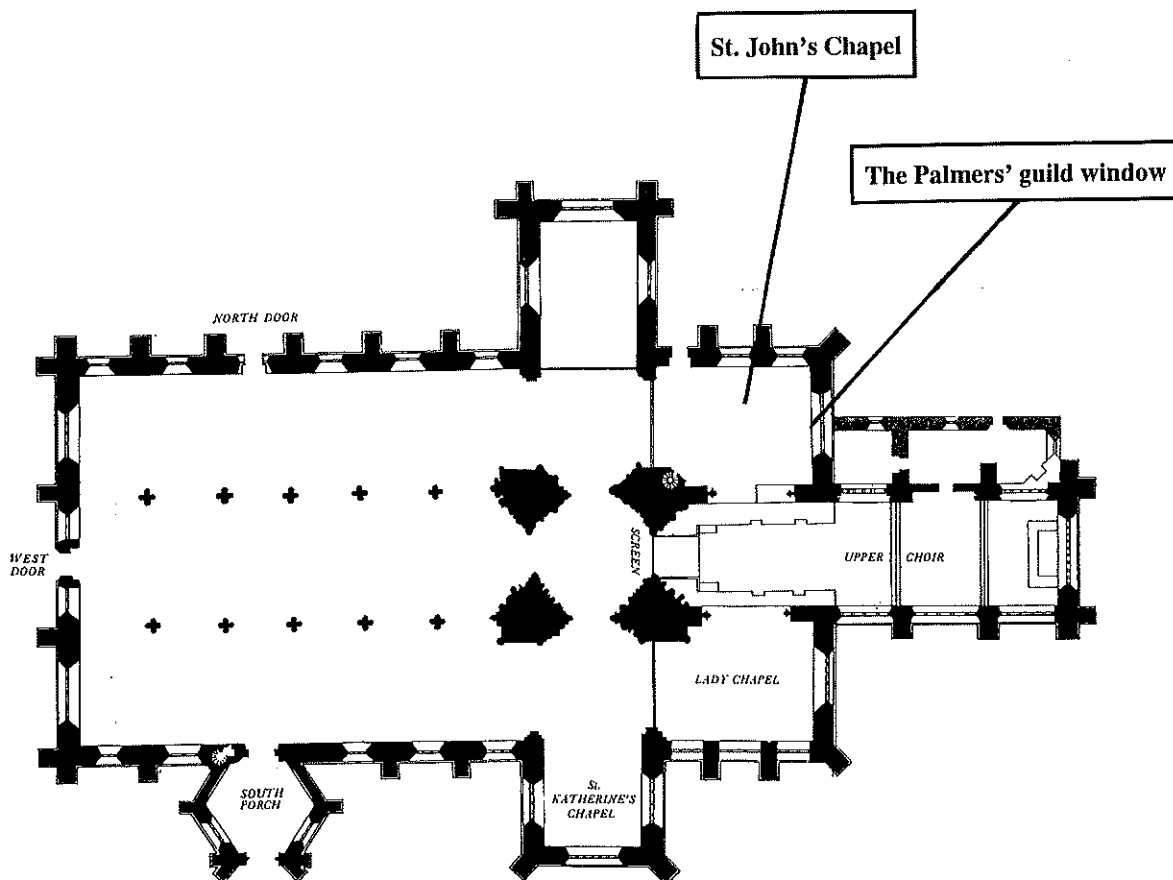 St. John's Chapel
The Palmers' guild window
NORTH DOOR
WEST
DOOR
SCREEN
UPPER CHOIR
LADY CHAPEL
SOUTH
PORCH
St.
KATHERINE'S
CHAPEL